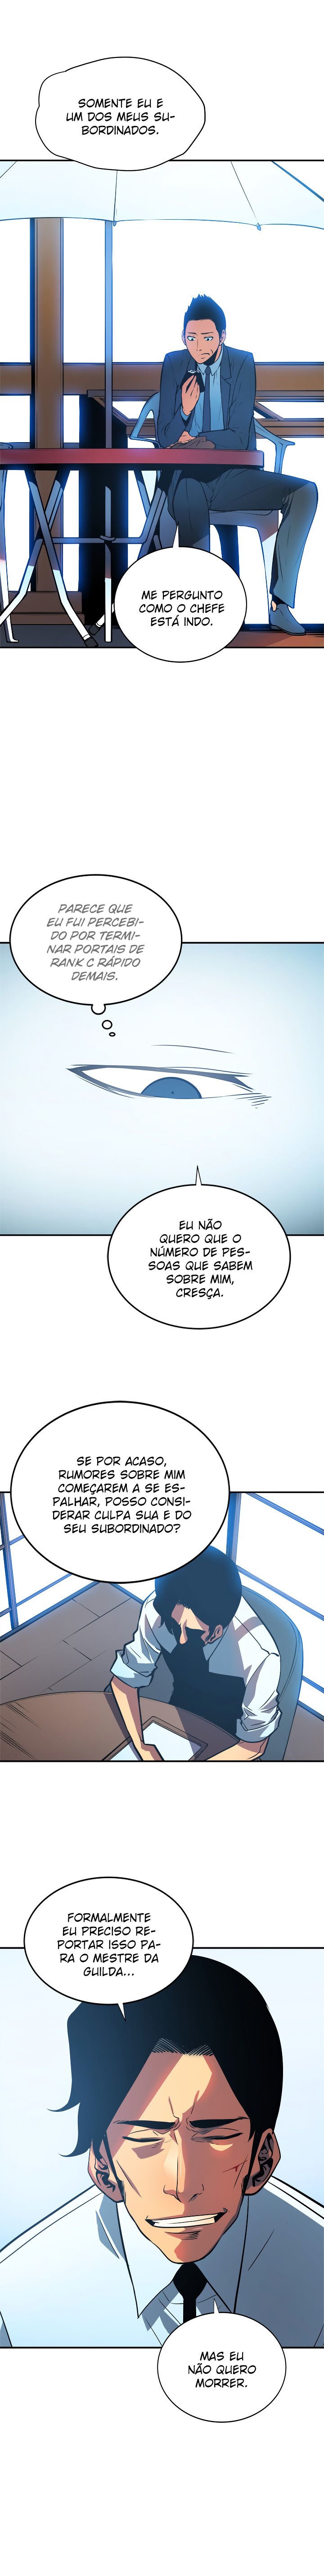 SOMENTE EU E
UM DOS MEUS SU-
BORDINADOS.
ME PERGUNTO
COMO O CHEFE
ESTÁ INDO.
PARECE QUE
EU FUI PERCEBI-
DO POR TERMI-
NAR PORTAIS DE
RANK C RÁPIDO
DEMAIS.
EU NÃO
QUERO QUE O
NÚMERO DE PES-
SOAS QUE SABEM
SOBRE MIM,
CRESÇA.
SE POR ACASO,
RUMORES SOBRE MIM
COMEÇAREM A SE ES-
PALHAR, POSSO CONSI-
DERAR CULPA SUA E DO
SEU SUBORDINADO?
FORMALMENTE
EU PRECISO RE-
PORTAR ISSO PA-
RA O MESTRE DA
GUILDA...
MAS EU
NÃO QUERO
MORRER.